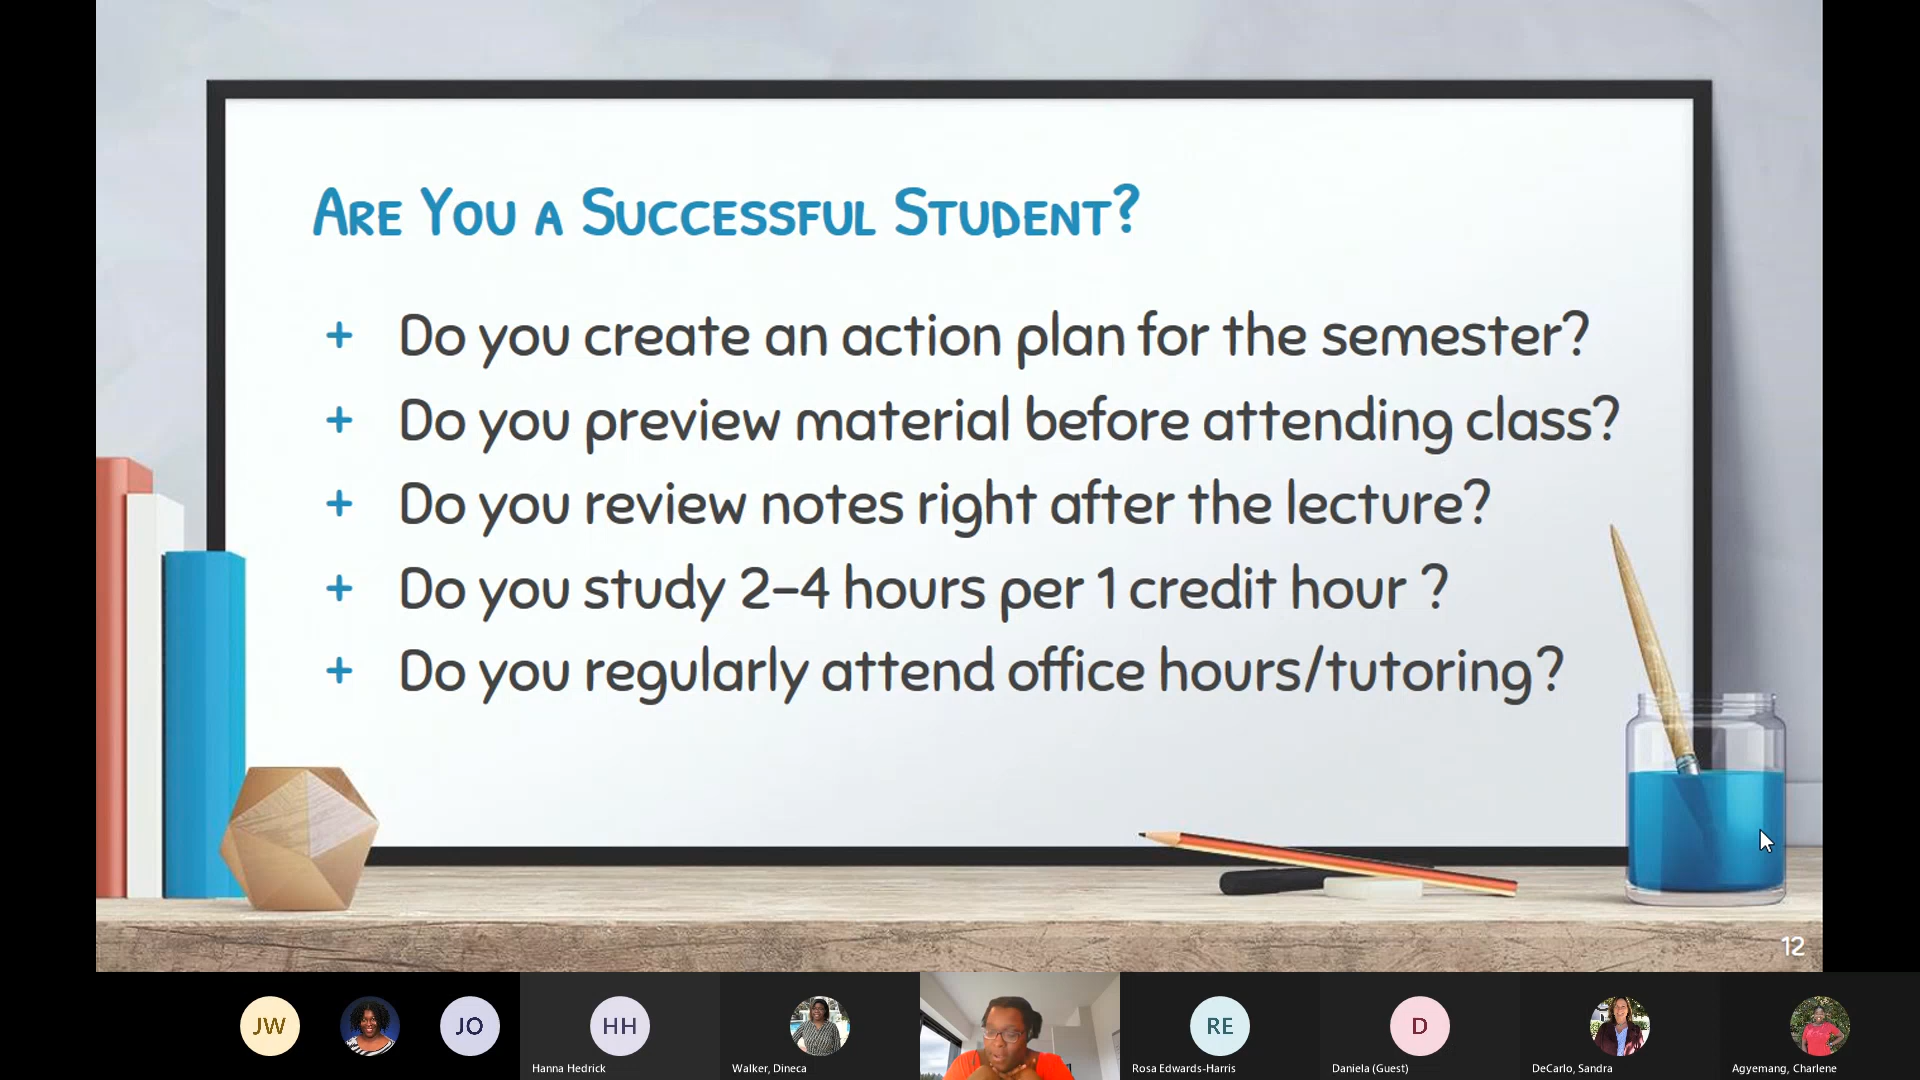 Are You a Successful Student?
+ Do you create an action plan for the semester?
+ Do you preview material before attending class?
+ Do you review notes right after the lecture?
+ Do you study 2-4 hours per 1 credit hour ?
+ Do you regularly attend office hours/tutoring?
12
JW
JO
HH
RE
D
Hanna Hedrick
Walker, Dineca
Rosa Edwards-Harris
Daniela (Guest)
DeCarlo, Sandra
Agyemang, Charlene